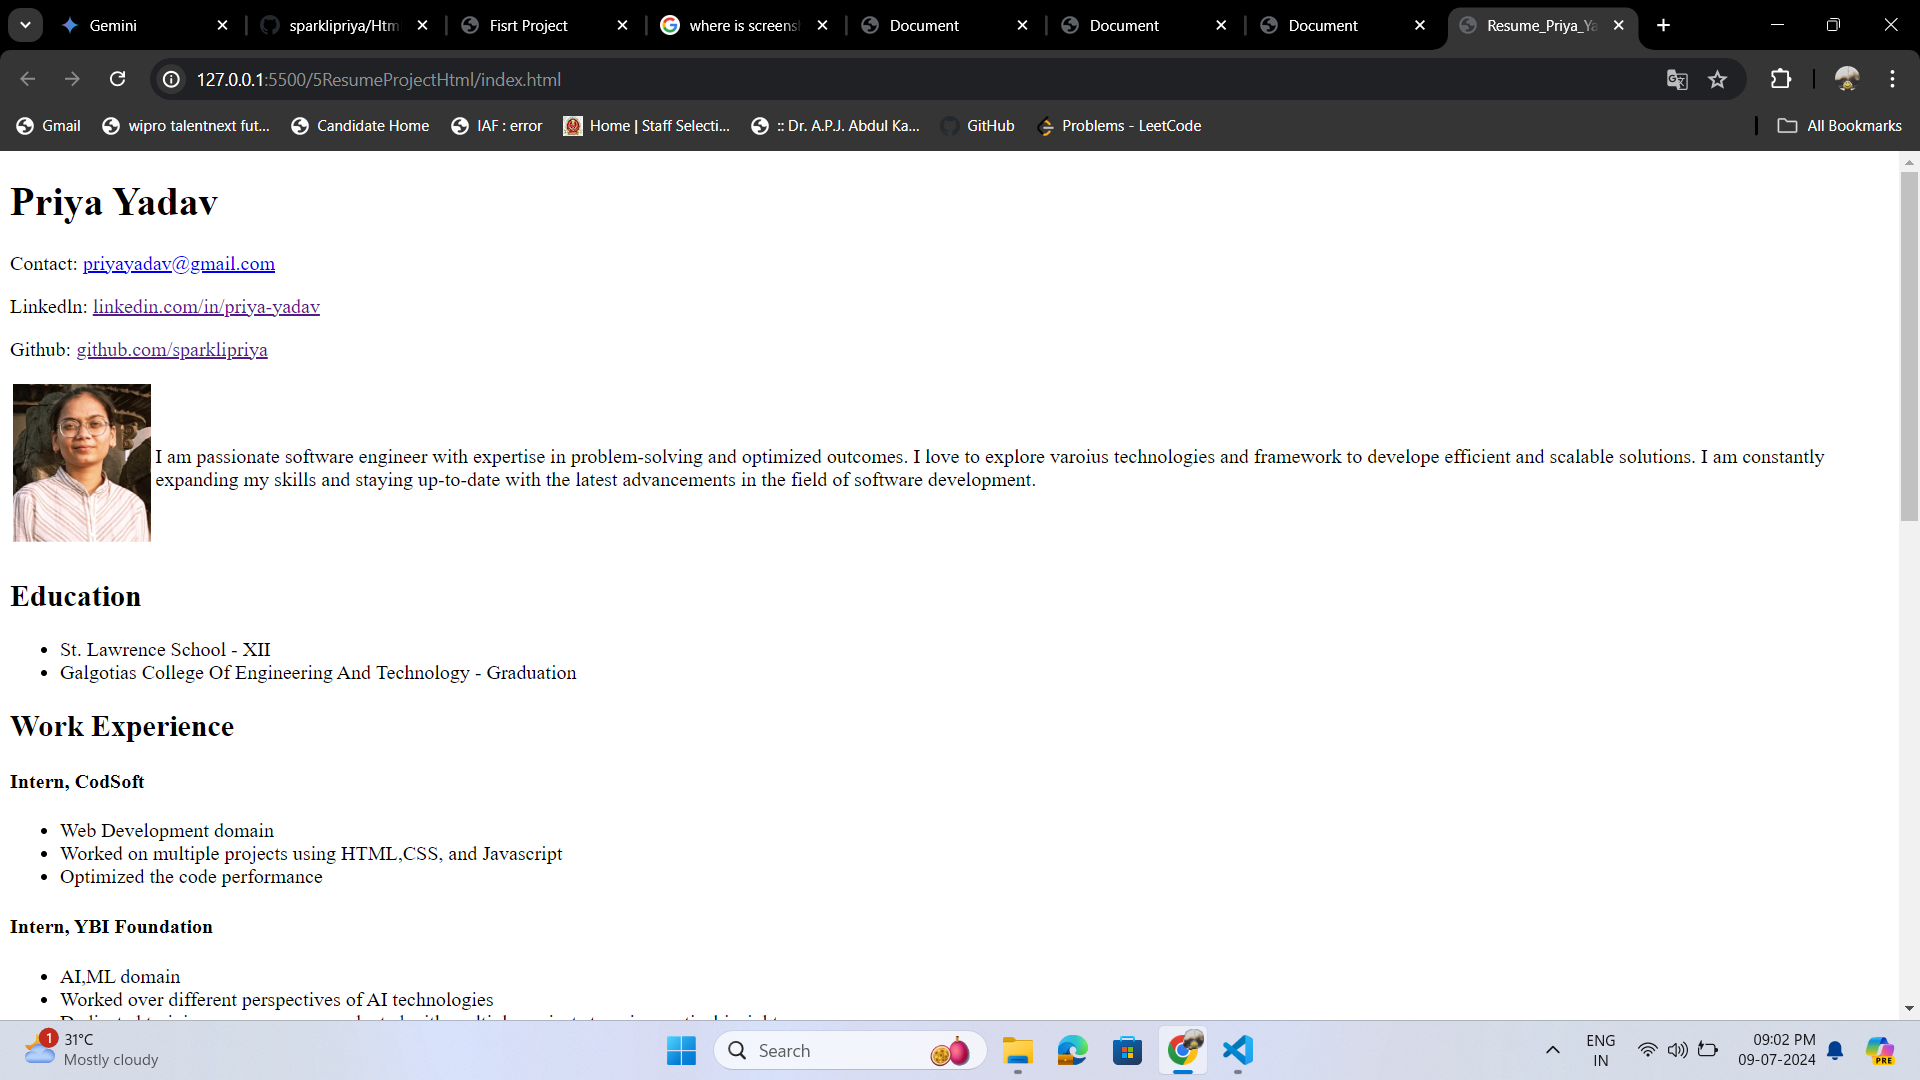 Gemini
sparklipriya/Htm
Fisrt Project
where is screensh
Document
Document
Document
Resume_Priya_Ya
127.0.0.1:5500/5ResumeProjectHtml/index.html
Gmail
wipro talentnext fut...
Candidate Home
IAF : error
Home | Staff Selecti...
:: Dr. A.P.J. Abdul Ka...
GitHub
Problems - LeetCode
All Bookmarks
Priya Yadav
Contact: priyayadav@gmail.com
Linkedln: linkedin.com/in/priya-yadav
Github: github.com/sparklipriya
I am passionate software engineer with expertise in problem-solving and optimized outcomes. I love to explore varoius technologies and framework to develope efficient and scalable solutions. I am constantly
expanding my skills and staying up-to-date with the latest advancements in the field of software development.
Education
• St. Lawrence School - XII
• Galgotias College Of Engineering And Technology - Graduation
Work Experience
Intern, CodSoft
• Web Development domain
• Worked on multiple projects using HTML,CSS, and Javascript
• Optimized the code performance
Intern, YBI Foundation
• AI,ML domain
• Worked over different perspectives of AI technologies
1
31°C
Mostly cloudy
Search
PRE
ENG
IN
09:02 PM
09-07-2024